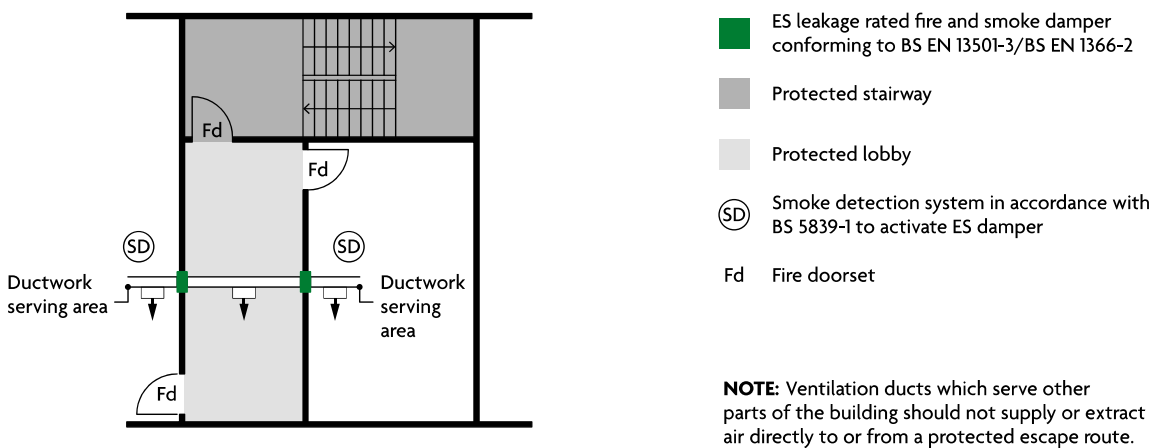 Fd
Fd
SD
SD
Ductwork
serving area
Ductwork
serving
area
Fd
ES leakage rated fire and smoke damper
conforming to BS EN 13501-3/BS EN 1366-2
Protected stairway
Protected lobby
SD
Smoke detection system in accordance with
BS 5839-1 to activate ES damper
Fd
Fire doorset
NOTE: Ventilation ducts which serve other
parts of the building should not supply or extract
air directly to or from a protected escape route.